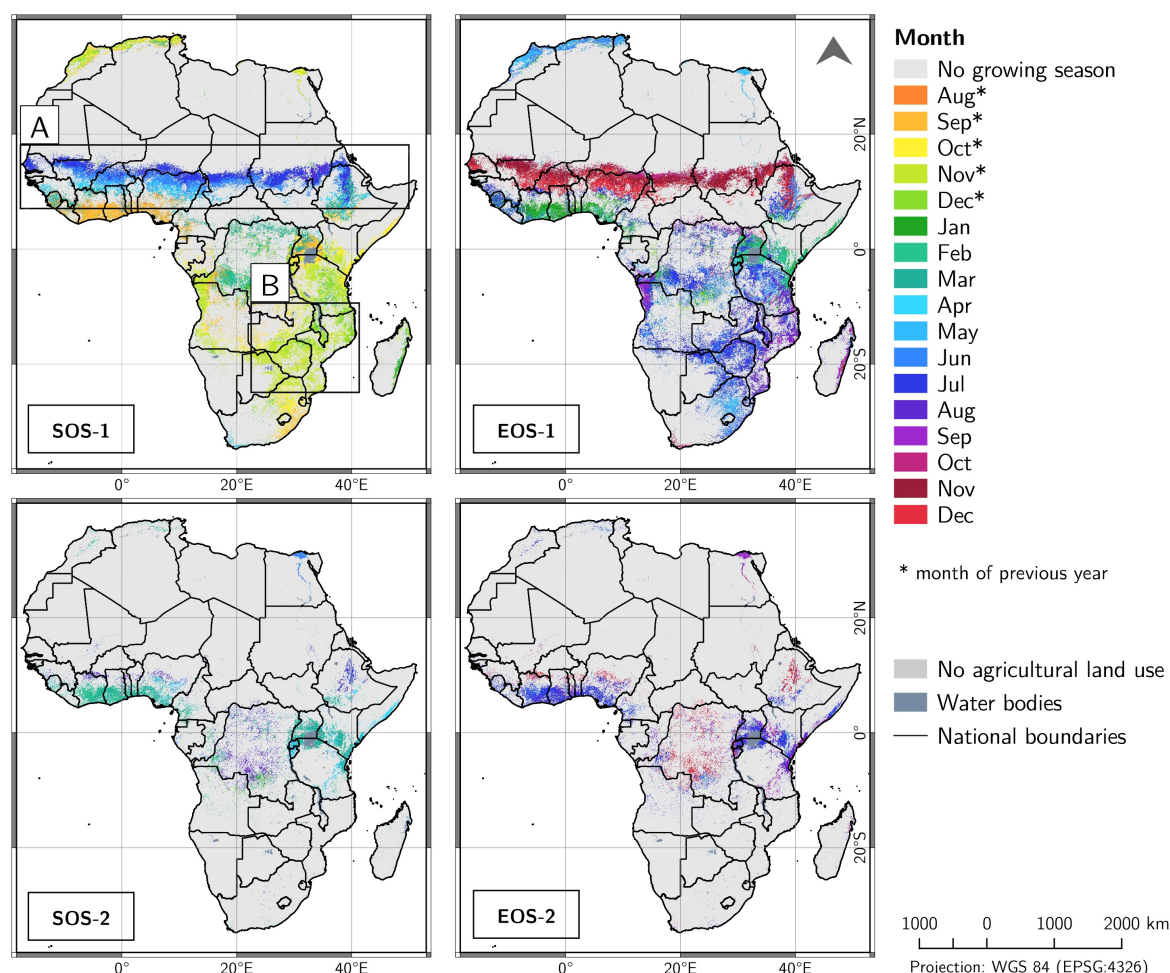 A
B
SOS-1
0°
20°E
40°E
20°N
0°
20°S
EOS-1
0°
20°E
40°E
Month
No growing season
Aug*
Sep*
Oct*
Nov*
Dec*
Jan
Feb
Mar
Apr
May
Jun
Jul
Aug
Sep
Oct
Nov
Dec
* month of previous year
No agricultural land use
Water bodies
National boundaries
SOS-2
0°
20°E
40°E
20°N
0°
20°S
EOS-2
0°
20°E
40°E
1000 0 1000 2000 km
Projection: WGS 84 (EPSG:4326)